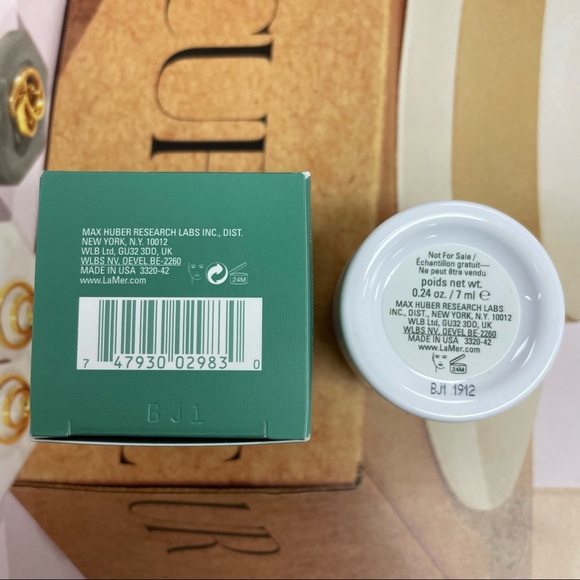 CUR
MAX HUBER RESEARCH LABS INC., DIST.
NEW YORK, N.Y. 10012
WLB Ltd, GU32 3DD, UK
WLBS NV. OEVEL BE-2260
MADE IN USA 3320-42
www.LaMer.com
24M
7 47930 02983 0
BJ1
Not For Sale /
Échantillon gratuit—
Ne peut être vendu
poids net wt.
0.24 oz. / 7 ml ℮
MAX HUBER RESEARCH LABS
INC., DIST., NEW YORK, N.Y. 10012
WLB Ltd, GU32 3DD, UK
WLBS NV. OEVEL BE-2260
MADE IN USA 3320-42
www.LaMer.com
24M
BJ1 1912
UR